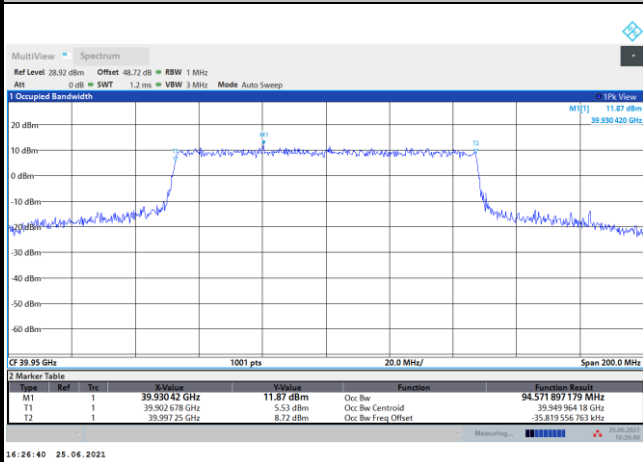 MultiView Spectrum
Ref Level 28.92 dBm Offset 48.72 dB RBW 1 MHz
Att 0 dB SWT 1.2 ms VBW 3 MHz Mode Auto Sweep
1 Occupied Bandwidth 1Pk View
M1[1] 11.87 dBm
39.930 420 GHz
20 dBm
M1
T1
T2
10 dBm
0 dBm
-10 dBm
-20 dBm
-30 dBm
-40 dBm
-50 dBm
-60 dBm
CF 39.95 GHz 1001 pts 20.0 MHz/ Span 200.0 MHz
2 Marker Table
Type Ref Trc X-Value Y-Value Function Function Result
M1 1 39.930 42 GHz 11.87 dBm Occ Bw 94.571 897 179 MHz
T1 1 39.902 678 GHz 5.53 dBm Occ Bw Centroid 39.949 964 18 GHz
T2 1 39.997 25 GHz 8.72 dBm Occ Bw Freq Offset -35.819 556 763 kHz
Measuring... 25.06.2021
16:26:40
16:26:40 25.06.2021